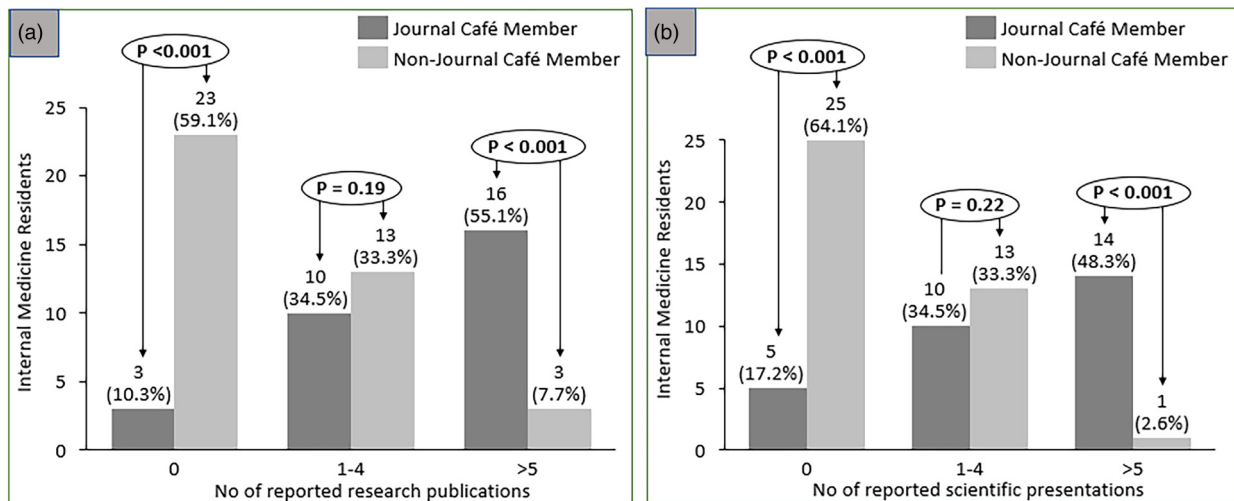 (a)
Journal Café Member
Non-Journal Café Member
P <0.001
23
(59.1%)
P < 0.001
P = 0.19
16
(55.1%)
13
(33.3%)
10
(34.5%)
3
(10.3%)
3
(7.7%)
25
20
15
10
5
0
Internal Medicine Residents
0
1-4
>5
No of reported research publications
(b)
Journal Café Member
Non-Journal Café Member
P < 0.001
25
(64.1%)
P < 0.001
P = 0.22
14
(48.3%)
13
(33.3%)
10
(34.5%)
5
(17.2%)
1
(2.6%)
25
20
15
10
5
0
Internal Medicine Residents
0
1-4
>5
No of reported scientific presentations